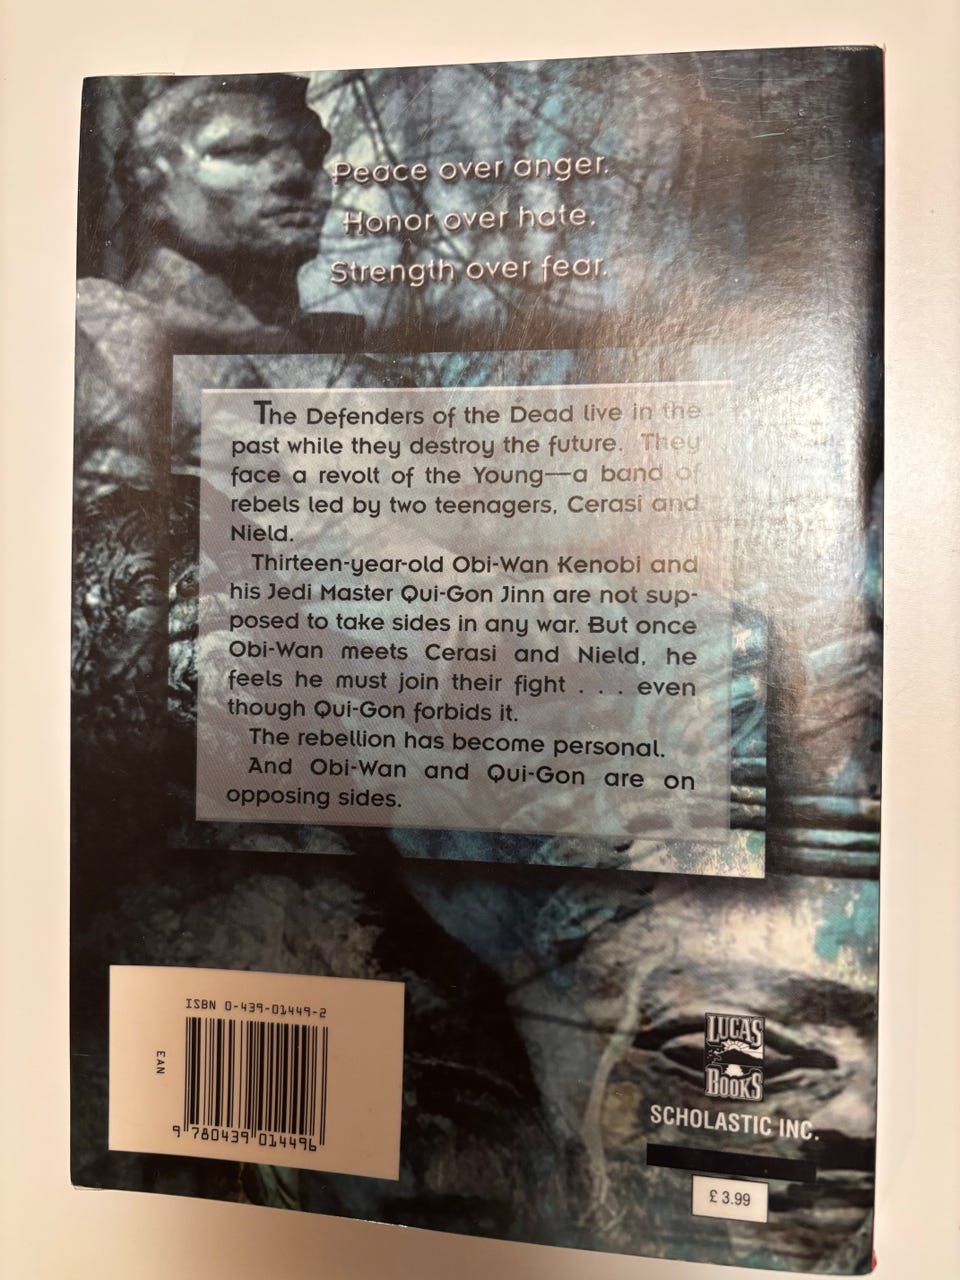 Peace over anger.
Honor over hate.
Strength over fear.
The Defenders of the Dead live in the
past while they destroy the future. They
face a revolt of the Young—a band of
rebels led by two teenagers, Cerasi and
Nield.
Thirteen-year-old Obi-Wan Kenobi and
his Jedi Master Qui-Gon Jinn are not sup-
posed to take sides in any war. But once
Obi-Wan meets Cerasi and Nield, he
feels he must join their fight . . . even
though Qui-Gon forbids it.
The rebellion has become personal.
And Obi-Wan and Qui-Gon are on
opposing sides.
ISBN 0-439-01449-2
EAN
9 780439 014496
LUCAS
BOOKS
SCHOLASTIC INC.
£ 3.99